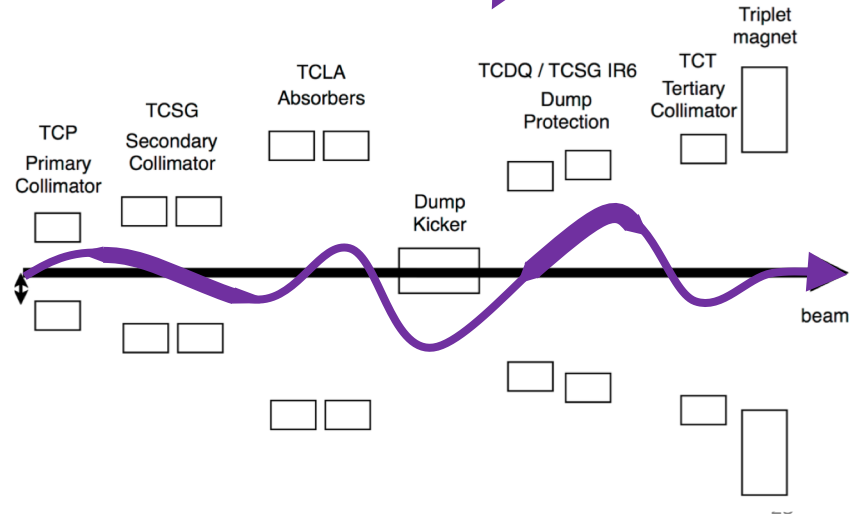 Triplet
magnet
TCDQ / TCSG IR6
TCT
TCLA
Absorbers
Dump
Protection
Tertiary
Collimator
TCSG
Secondary
Collimator
TCP
Primary
Collimator
Dump
Kicker
beam